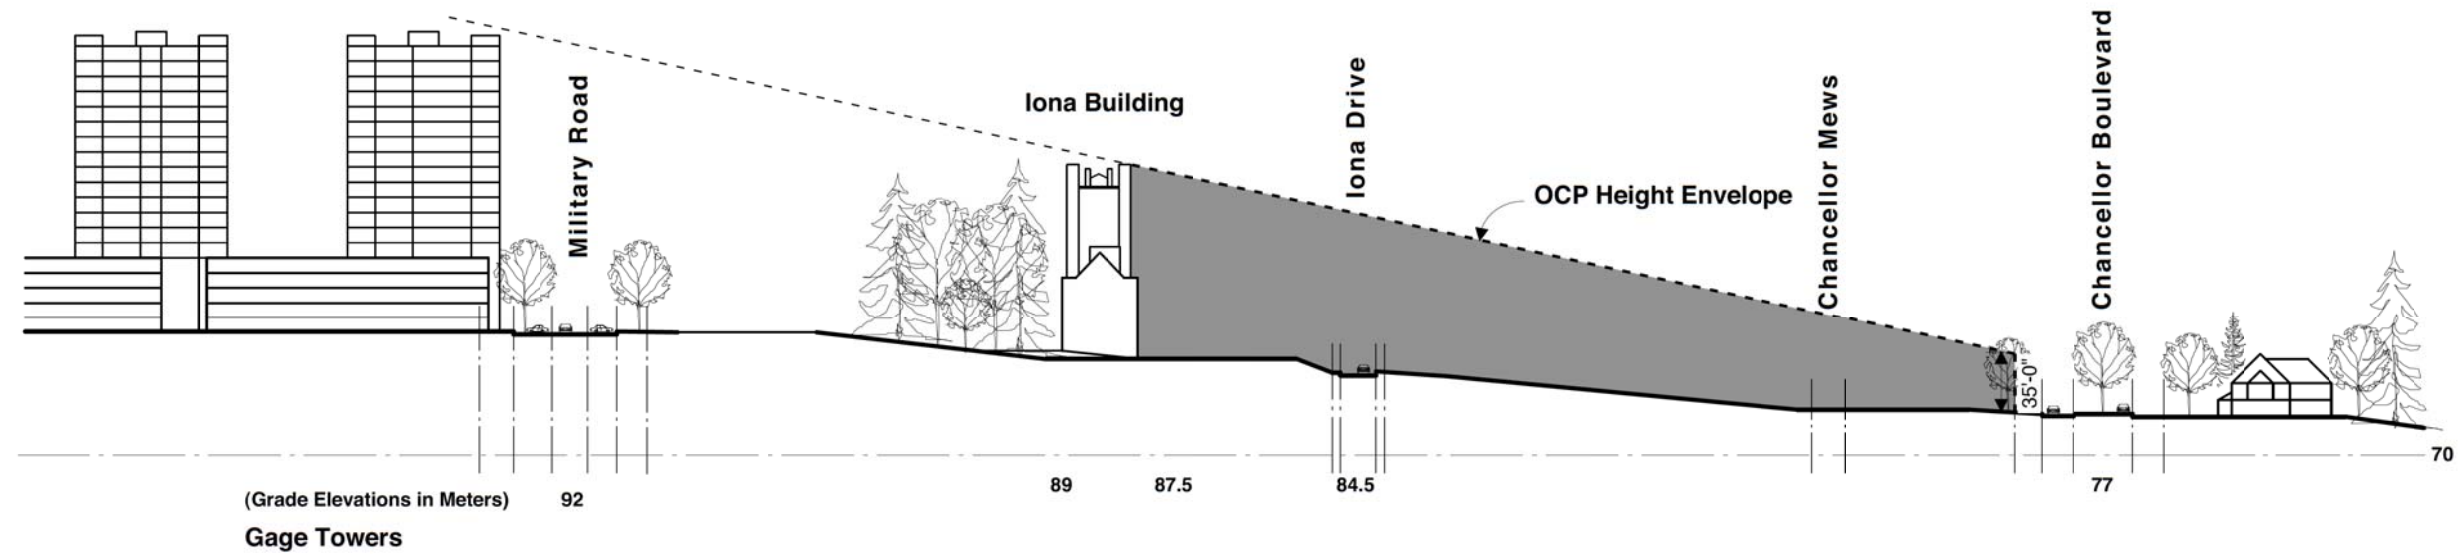 Military Road
Iona Building
Iona Drive
OCP Height Envelope
Chancellor Mews
Chancellor Boulevard
35'-0"
70
(Grade Elevations in Meters)
92
89
87.5
84.5
77
Gage Towers